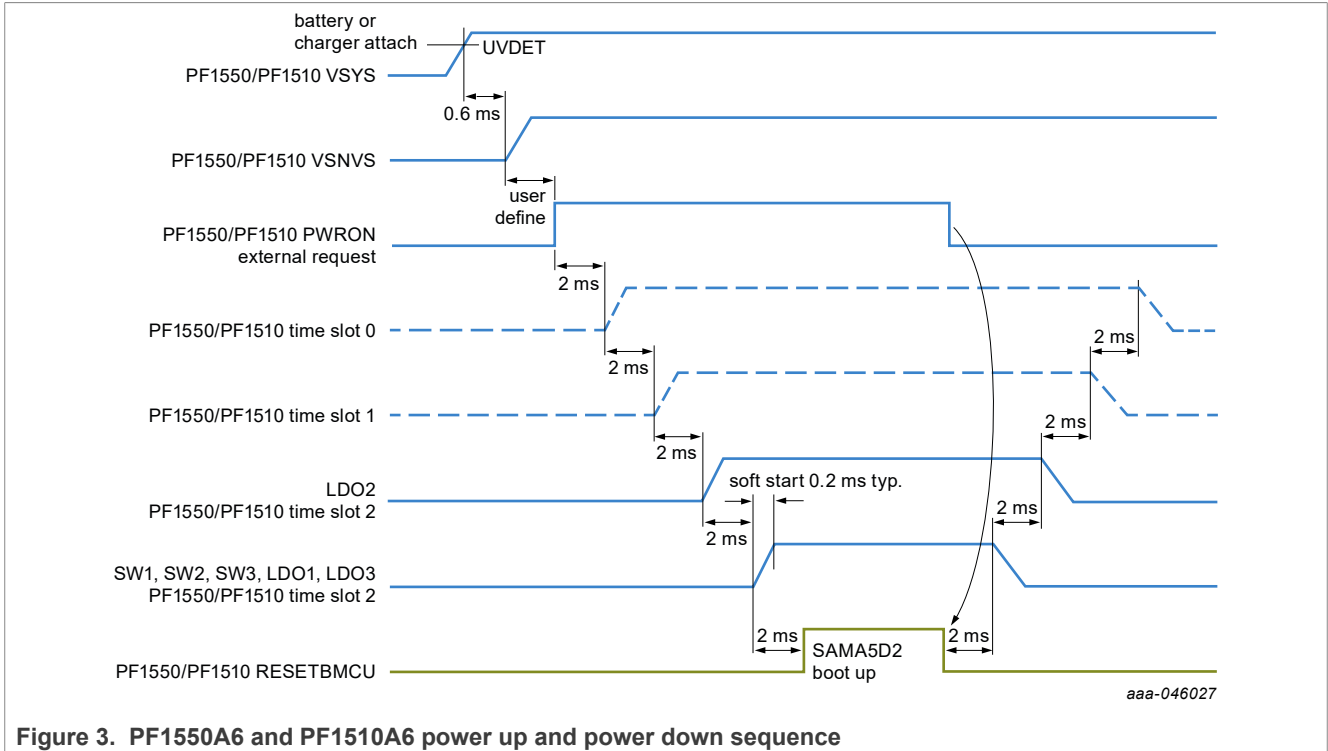 battery or
charger attach
UVDET
PF1550/PF1510 VSYS
0.6 ms
PF1550/PF1510 VSNVS
user
define
PF1550/PF1510 PWRON
external request
2 ms
PF1550/PF1510 time slot 0
2 ms
2 ms
PF1550/PF1510 time slot 1
2 ms
2 ms
soft start 0.2 ms typ.
LDO2
PF1550/PF1510 time slot 2
2 ms
2 ms
SW1, SW2, SW3, LDO1, LDO3
PF1550/PF1510 time slot 2
2 ms
SAMA5D2
boot up
2 ms
PF1550/PF1510 RESETBMCU
aaa-046027
Figure 3. PF1550A6 and PF1510A6 power up and power down sequence